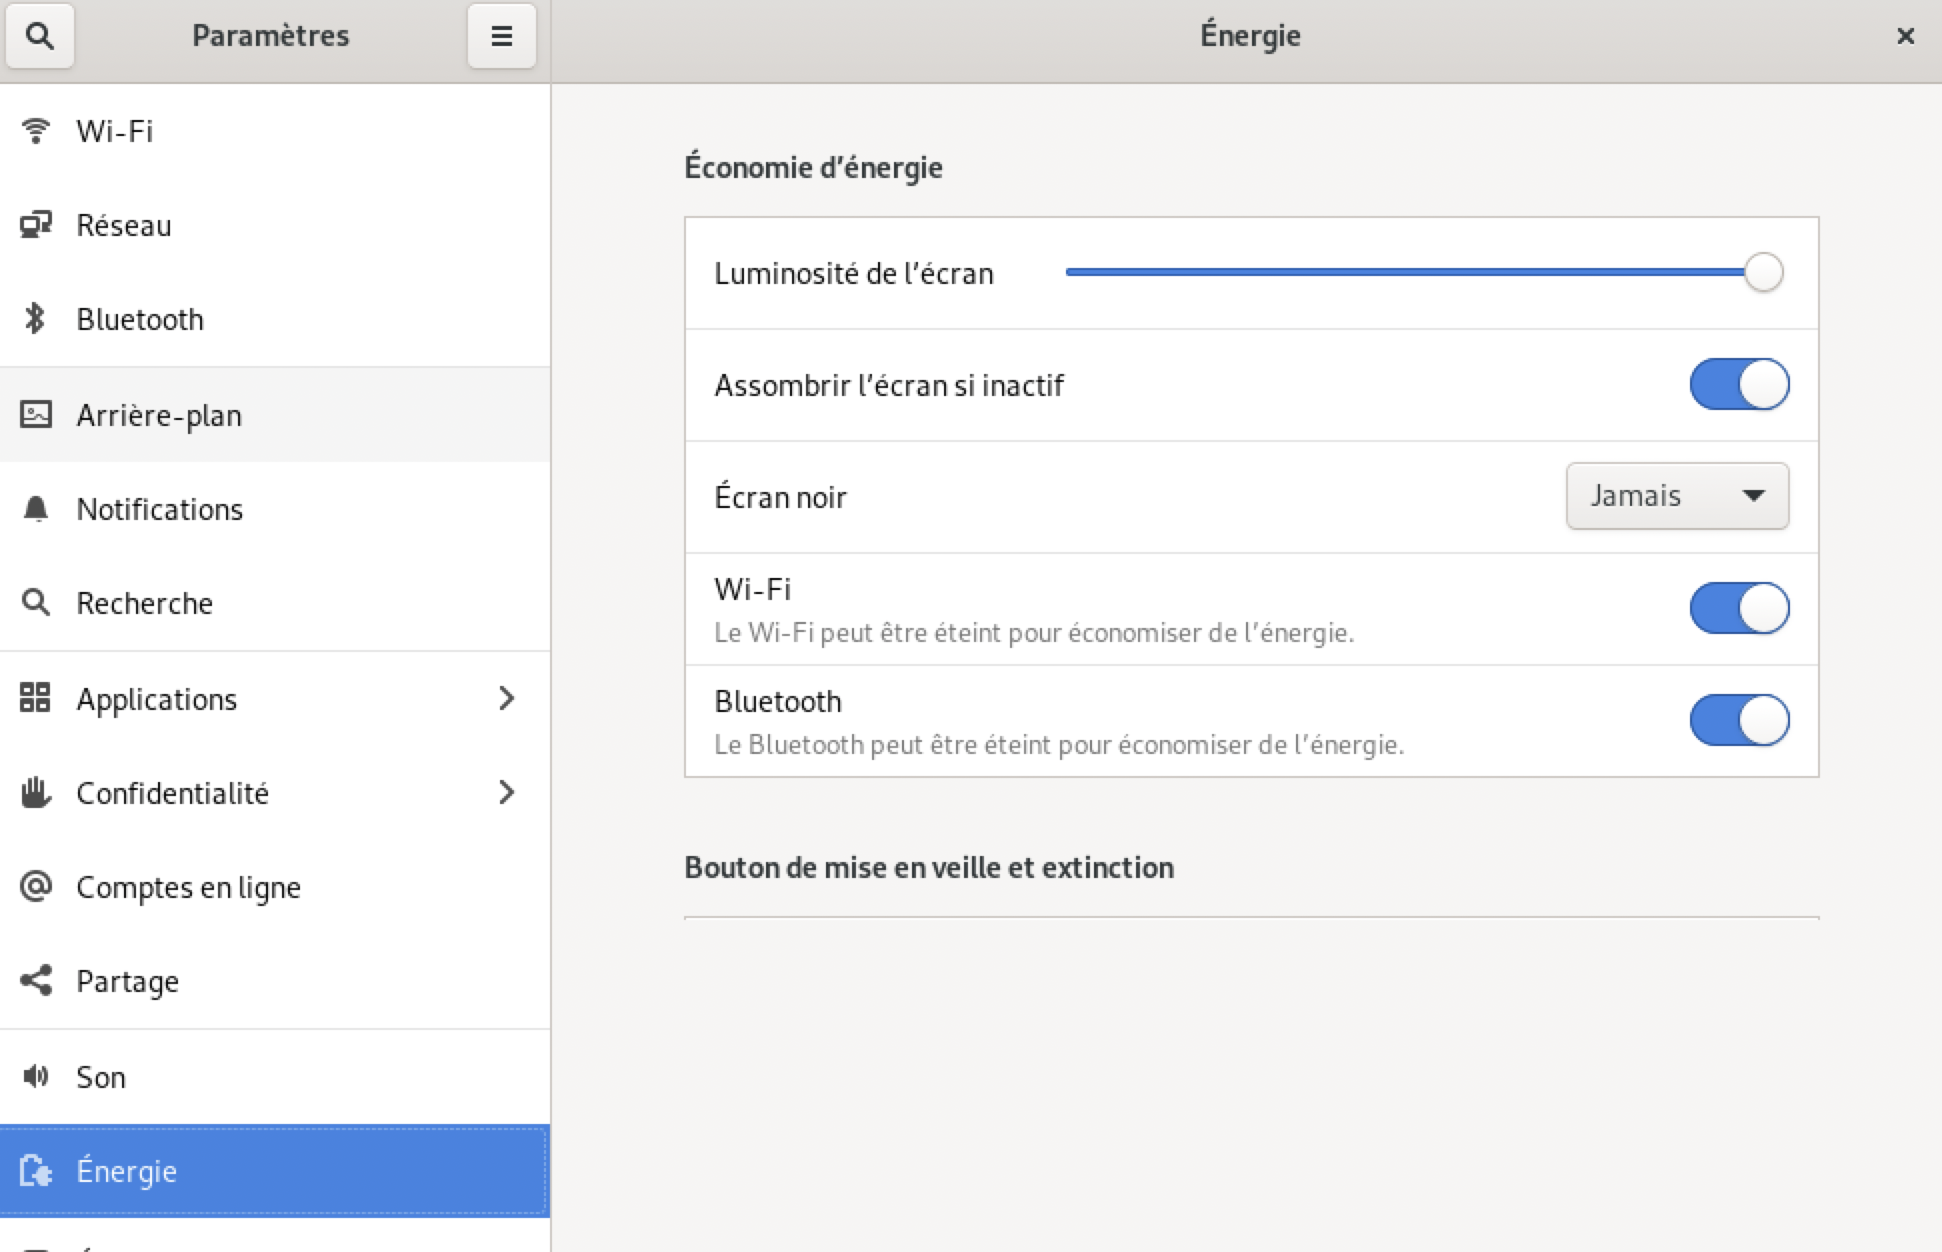 Paramètres
Énergie
Wi-Fi
Réseau
Bluetooth
Arrière-plan
Notifications
Recherche
Applications
Confidentialité
Comptes en ligne
Partage
Son
Énergie
Économie d’énergie
Luminosité de l’écran
Assombrir l’écran si inactif
Écran noir
Jamais
Wi-Fi
Le Wi-Fi peut être éteint pour économiser de l’énergie.
Bluetooth
Le Bluetooth peut être éteint pour économiser de l’énergie.
Bouton de mise en veille et extinction